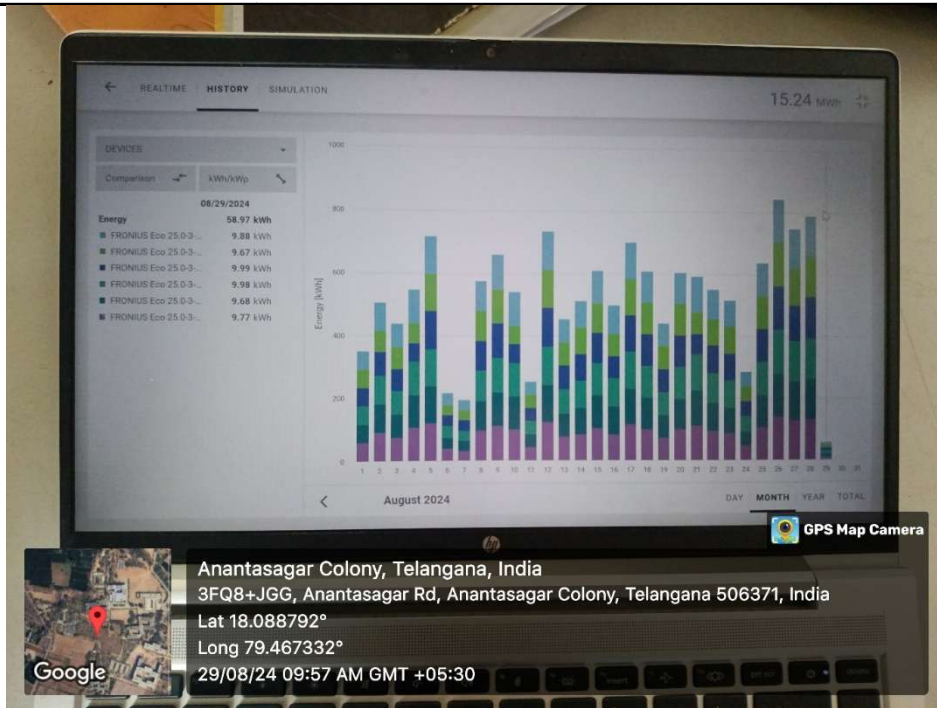 ← REALTIME HISTORY SIMULATION
15.24 MWh
DEVICES
Comparison kWh/kWp
08/29/2024
Energy 58.97 kWh
FRONIUS Eco 25.0-3-... 9.88 kWh
FRONIUS Eco 25.0-3-... 9.67 kWh
FRONIUS Eco 25.0-3-... 9.99 kWh
FRONIUS Eco 25.0-3-... 9.98 kWh
FRONIUS Eco 25.0-3-... 9.68 kWh
FRONIUS Eco 25.0-3-... 9.77 kWh
Energy [kWh]
1000
800
600
400
200
0
1 2 3 4 5 6 7 8 9 10 11 12 13 14 15 16 17 18 19 20 21 22 23 24 25 26 27 28 29 30 31
August 2024
DAY MONTH YEAR TOTAL
hp
GPS Map Camera
Anantasagar Colony, Telangana, India
3FQ8+JGG, Anantasagar Rd, Anantasagar Colony, Telangana 506371, India
Lat 18.088792°
Long 79.467332°
29/08/24 09:57 AM GMT +05:30
Google
insert
prt sc
delete